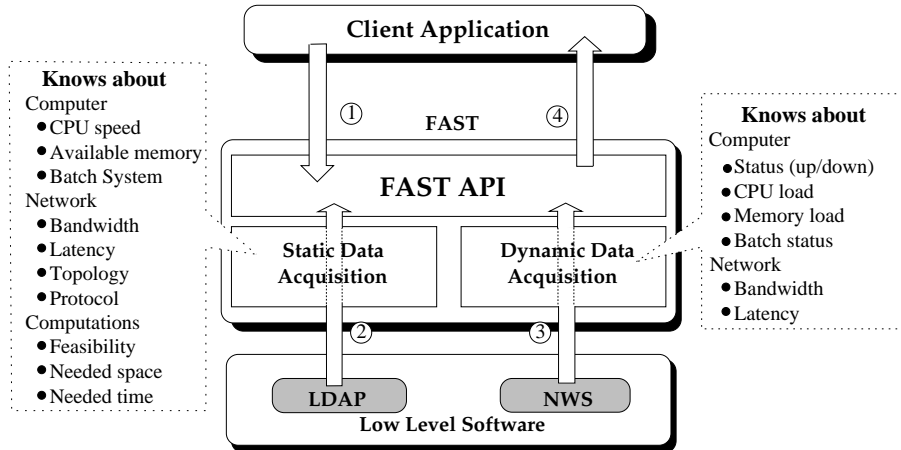 Client Application
Knows about
Computer
● CPU speed
● Available memory
● Batch System
Network
● Bandwidth
● Latency
● Topology
● Protocol
Computations
● Feasibility
● Needed space
● Needed time
1
4
FAST
FAST API
Static Data
Acquisition
Dynamic Data
Acquisition
Knows about
Computer
● Status (up/down)
● CPU load
● Memory load
● Batch status
Network
● Bandwidth
● Latency
2
3
LDAP
NWS
Low Level Software